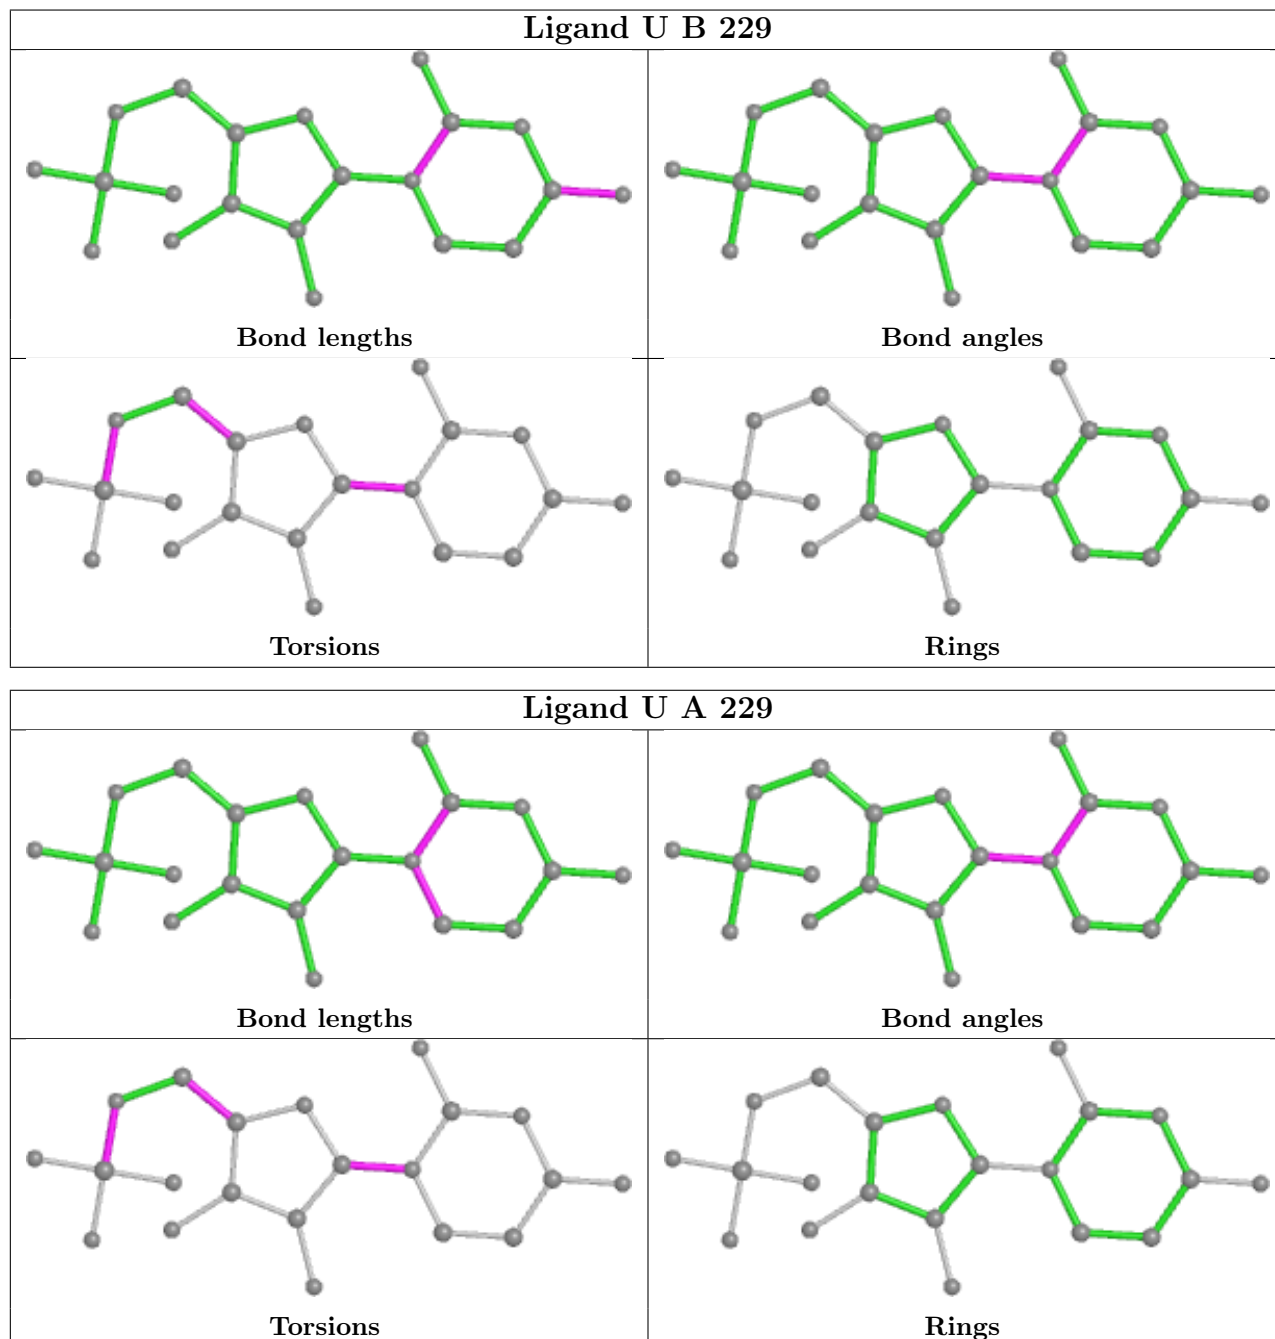 Ligand U B 229
Bond lengths
Bond angles
Torsions
Rings
Ligand U A 229
Bond lengths
Bond angles
Torsions
Rings